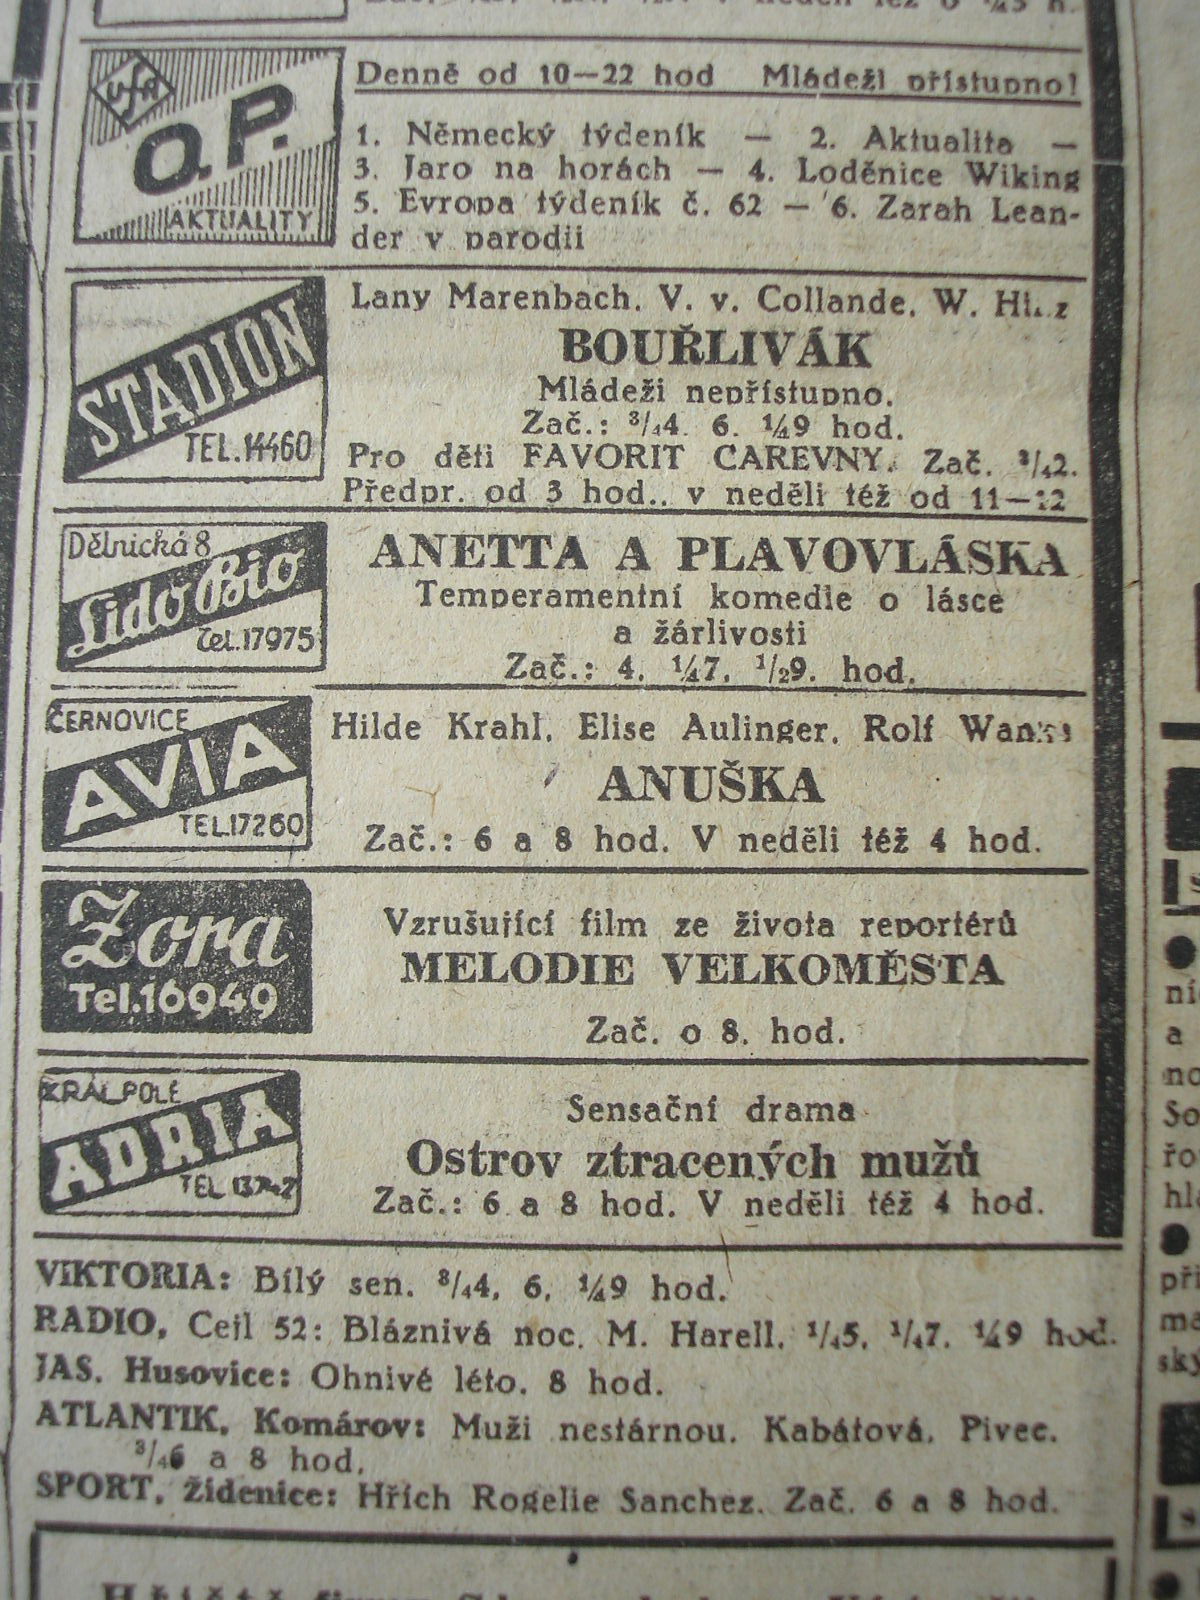 Ufa
O.P.
AKTUALITY
Denně od 10—22 hod Mládeži přístupno!
1. Německý týdeník — 2. Aktualita —
3. Jaro na horách — 4. Loděnice Wiking
5. Evropa týdeník č. 62 — 6. Zarah Lean-
der v parodii
STADION
TEL.14460
Lany Marenbach, V. v. Collande, W.
BOUŘLIVÁK
Mládeži nepřístupno.
Zač.: ¾4, 6, ¼9 hod.
Pro děti FAVORIT CAREVNY. Zač. ¾2.
Předpr. od 3 hod., v neděli též od 11—12
Dělnická 8
Lido Bio
Tel.17975
ANETTA A PLAVOVLÁSKA
Temperamentní komedie o lásce
a žárlivosti
Zač.: 4, ¼7, ½9. hod.
ČERNOVICE
AVIA
TEL.17260
Hilde Krahl, Elise Aulinger, Rolf
ANUŠKA
Zač.: 6 a 8 hod. V neděli též 4 hod.
Zora
Tel.16949
Vzrušující film ze života reportérů
MELODIE VELKOMĚSTA
Zač. o 8. hod.
KRÁL.POLE
ADRIA
TEL
Sensační drama
Ostrov ztracených mužů
Zač.: 6 a 8 hod. V neděli též 4 hod.
VIKTORIA: Bílý sen. ¾4, 6, ¼9 hod.
RADIO, Cejl 52: Bláznivá noc. M. Harell. ¼5, ¼7, ¼9 hod.
JAS, Husovice: Ohnivé léto. 8 hod.
ATLANTIK, Komárov: Muži nestárnou. Kabátová, Pivec.
¾6 a 8 hod.
SPORT, Židenice: Hřích Rogelie Sanchez. Zač. 6 a 8 hod.